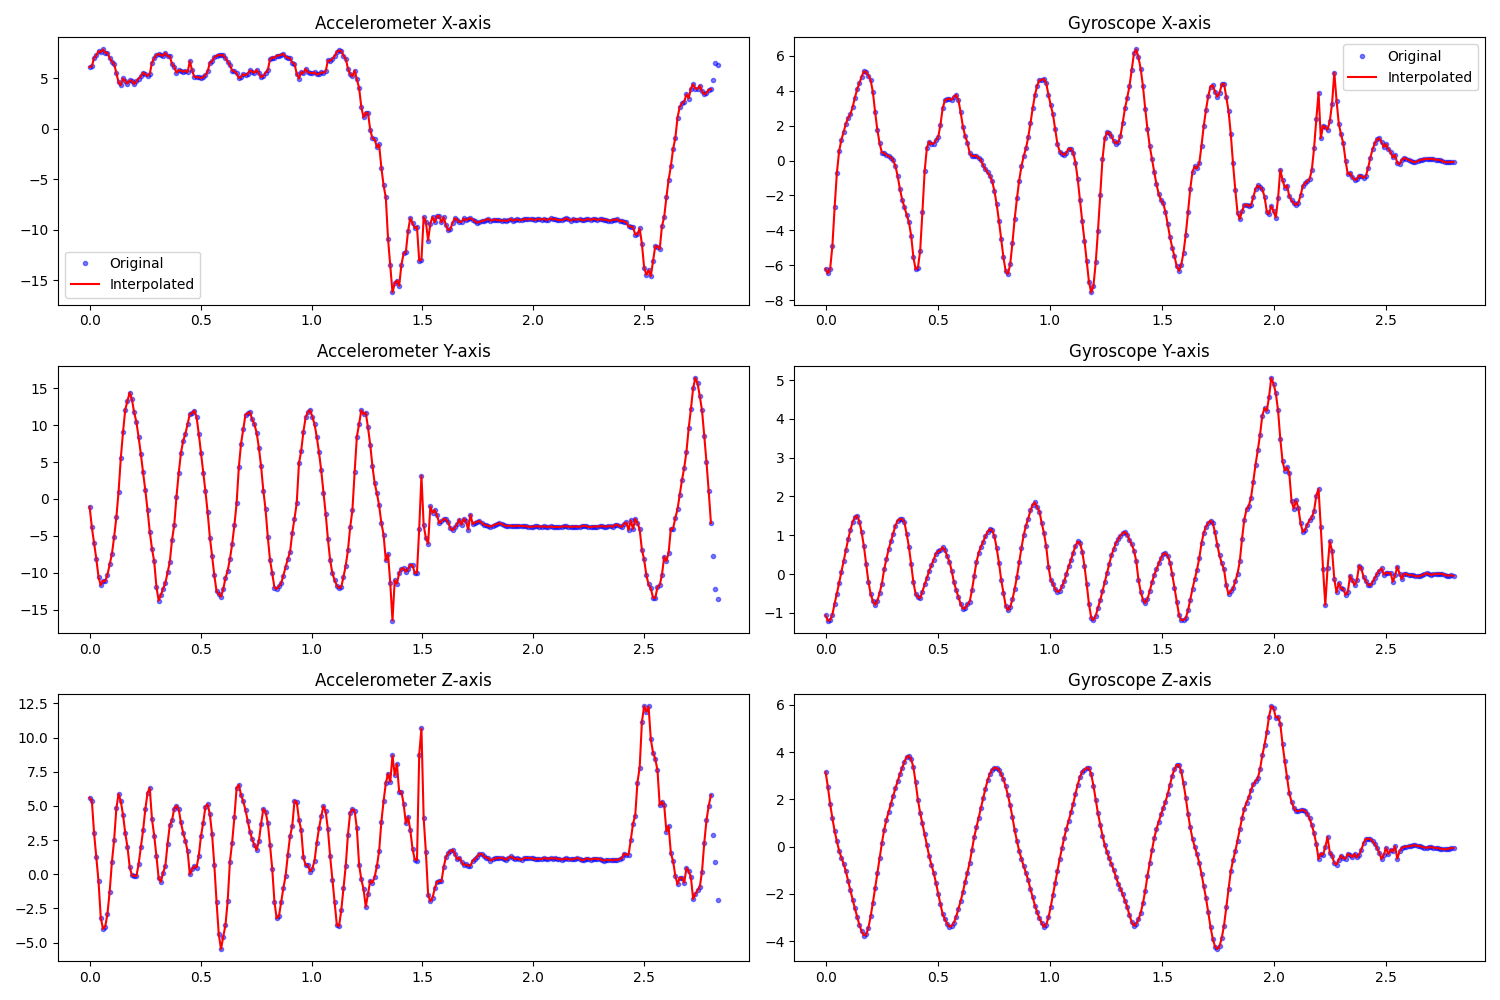 Accelerometer X-axis
5
0
−5
−10
−15
Original
Interpolated
0.0 0.5 1.0 1.5 2.0 2.5
Gyroscope X-axis
6
4
2
0
−2
−4
−6
−8
Original
Interpolated
0.0 0.5 1.0 1.5 2.0 2.5
Accelerometer Y-axis
15
10
5
0
−5
−10
−15
0.0 0.5 1.0 1.5 2.0 2.5
Gyroscope Y-axis
5
4
3
2
1
0
−1
0.0 0.5 1.0 1.5 2.0 2.5
Accelerometer Z-axis
12.5
10.0
7.5
5.0
2.5
0.0
−2.5
−5.0
0.0 0.5 1.0 1.5 2.0 2.5
Gyroscope Z-axis
6
4
2
0
−2
−4
0.0 0.5 1.0 1.5 2.0 2.5